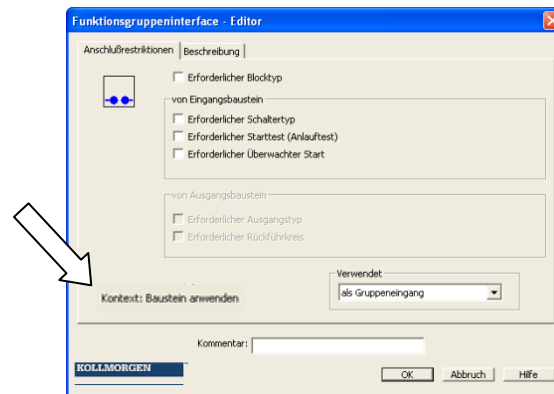 Funktionsgruppeninterface - Editor
Anschlußrestriktionen
Beschreibung
Erforderlicher Blocktyp
von Eingangsbaustein
Erforderlicher Schaltertyp
Erforderlicher Starttest (Anlauftest)
Erforderlicher Überwachter Start
von Ausgangsbaustein
Erforderlicher Ausgangstyp
Erforderlicher Rückführkreis
Kontext: Baustein anwenden
Verwendet
als Gruppeneingang
Kommentar:
KOLLMORGEN
OK
Abbruch
Hilfe